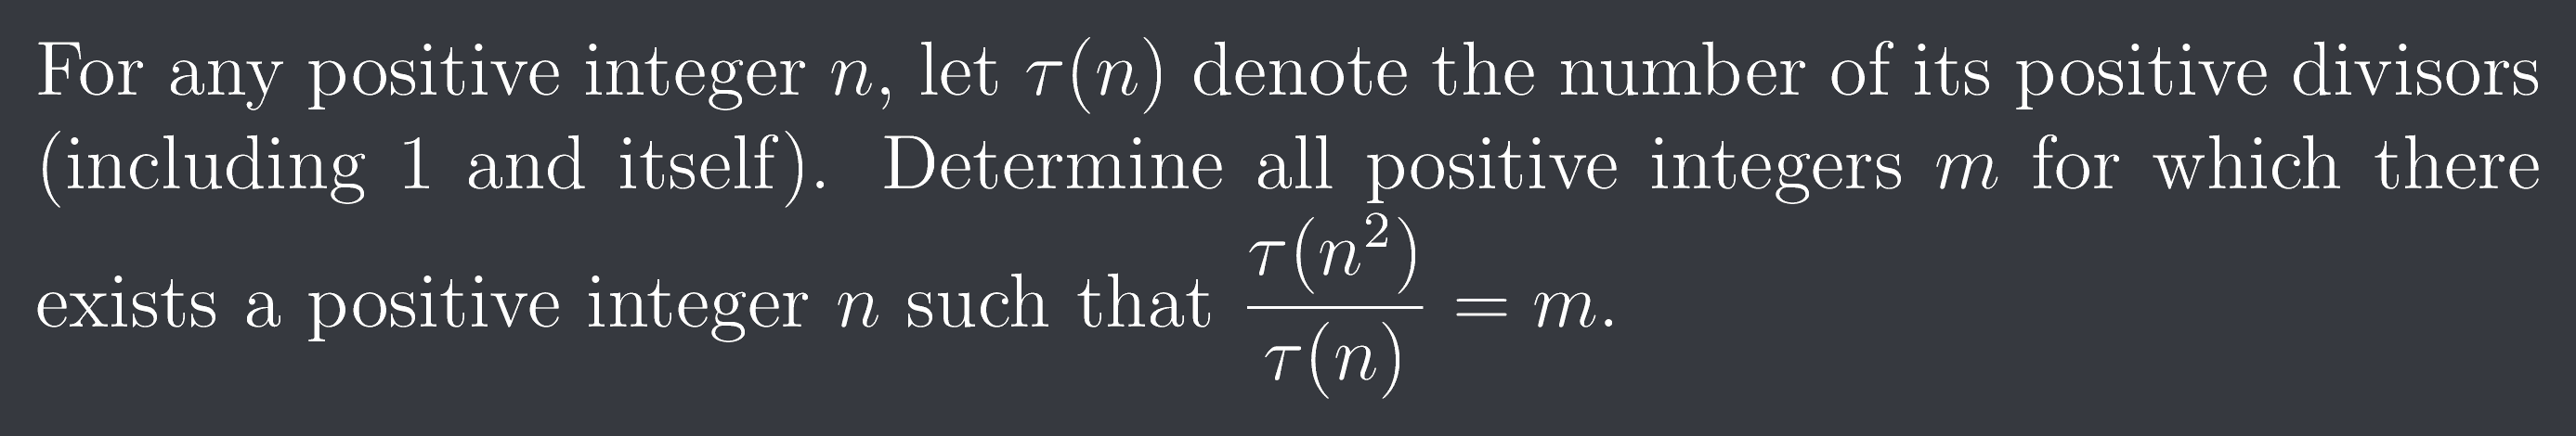 For any positive integer n, let τ(n) denote the number of its positive divisors
(including 1 and itself). Determine all positive integers m for which there
exists a positive integer n such that τ(n²)/τ(n) = m.